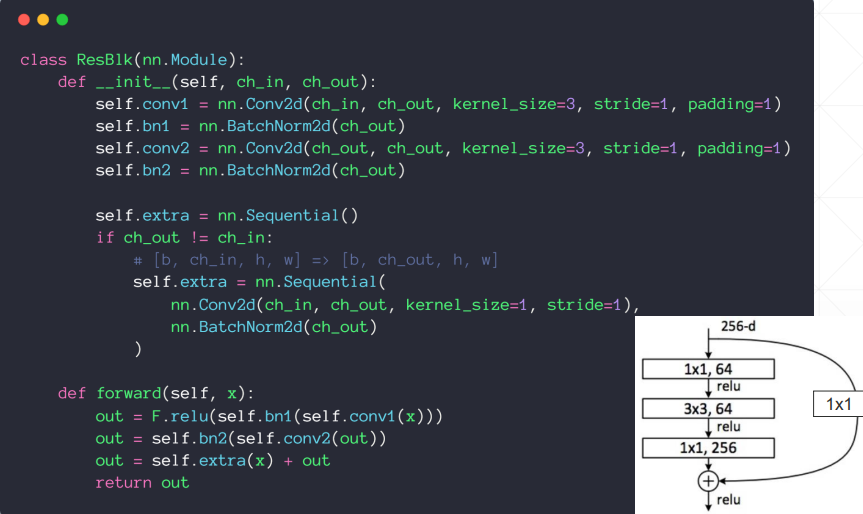 class ResBlk(nn.Module):
    def __init__(self, ch_in, ch_out):
        self.conv1 = nn.Conv2d(ch_in, ch_out, kernel_size=3, stride=1, padding=1)
        self.bn1 = nn.BatchNorm2d(ch_out)
        self.conv2 = nn.Conv2d(ch_out, ch_out, kernel_size=3, stride=1, padding=1)
        self.bn2 = nn.BatchNorm2d(ch_out)

        self.extra = nn.Sequential()
        if ch_out != ch_in:
            # [b, ch_in, h, w] => [b, ch_out, h, w]
            self.extra = nn.Sequential(
                nn.Conv2d(ch_in, ch_out, kernel_size=1, stride=1),
                nn.BatchNorm2d(ch_out)
            )

    def forward(self, x):
        out = F.relu(self.bn1(self.conv1(x)))
        out = self.bn2(self.conv2(out))
        out = self.extra(x) + out
        return out
256-d
1x1, 64
relu
3x3, 64
relu
1x1, 256
relu
1x1